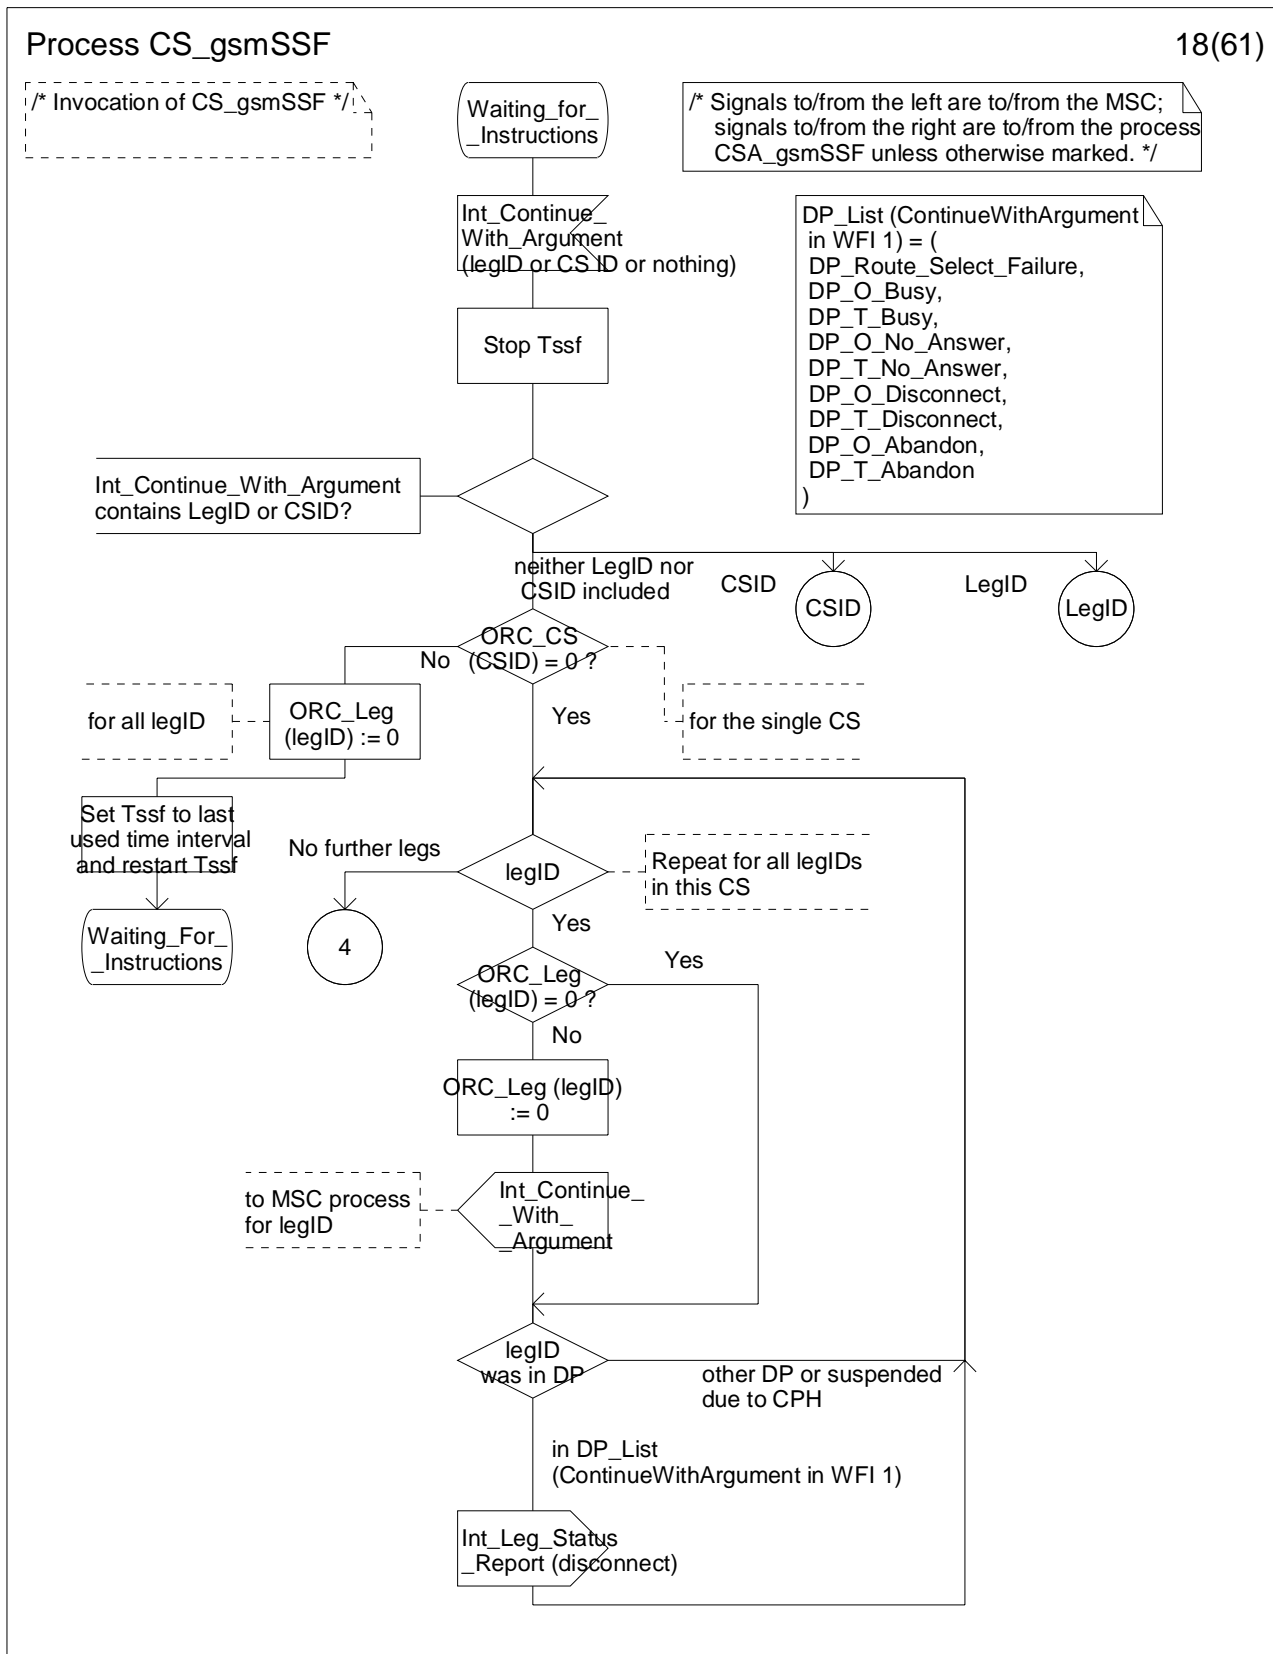 Process CS_gsmSSF
18(61)
/* Invocation of CS_gsmSSF */
Waiting_for_
_Instructions
/* Signals to/from the left are to/from the MSC;
signals to/from the right are to/from the process
CSA_gsmSSF unless otherwise marked. */
Int_Continue_
With_Argument
(legID or CS ID or nothing)
DP_List (ContinueWithArgument
in WFI 1) = (
DP_Route_Select_Failure,
DP_O_Busy,
DP_T_Busy,
DP_O_No_Answer,
DP_T_No_Answer,
DP_O_Disconnect,
DP_T_Disconnect,
DP_O_Abandon,
DP_T_Abandon
)
Stop Tssf
Int_Continue_With_Argument
contains LegID or CSID?
neither LegID nor
CSID included
CSID
CSID
LegID
LegID
ORC_CS
(CSID) = 0 ?
No
for all legID
ORC_Leg
(legID) := 0
Yes
for the single CS
Set Tssf to last
used time interval
and restart Tssf
No further legs
legID
Repeat for all legIDs
in this CS
Waiting_For_
_Instructions
4
Yes
ORC_Leg
(legID) = 0 ?
Yes
No
ORC_Leg (legID)
:= 0
to MSC process
for legID
Int_Continue_
_With_
_Argument
legID
was in DP
other DP or suspended
due to CPH
in DP_List
(ContinueWithArgument in WFI 1)
Int_Leg_Status
_Report (disconnect)